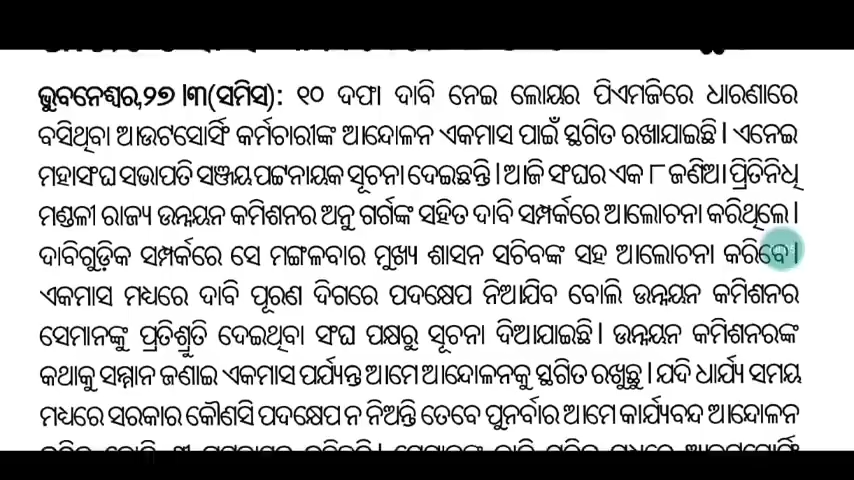 ଭୁବନେଶ୍ୱର,୨୭।୩(ସମିସ): ୧୦ ଦଫା ଦାବି ନେଇ ଲୋୟର ପିଏମଜିରେ ଧାରଣାରେ
ବସିଥିବା ଆଉଟସୋର୍ସିଂ କର୍ମଚାରୀଙ୍କ ଆନ୍ଦୋଳନ ଏକମାସ ପାଇଁ ସ୍ଥଗିତ ରଖାଯାଇଛି। ଏନେଇ
ମହାସଂଘ ସଭାପତି ସଞ୍ଜୟ ପଟ୍ଟନାୟକ ସୂଚନା ଦେଇଛନ୍ତି। ଆଜି ସଂଘର ଏକ ୮ ଜଣିଆ ପ୍ରତିନିଧି
ମଣ୍ଡଳୀ ରାଜ୍ୟ ଉନ୍ନୟନ କମିଶନର ଅନୁ ଗର୍ଗଙ୍କ ସହିତ ଦାବି ସମ୍ପର୍କରେ ଆଲୋଚନା କରିଥିଲେ।
ଦାବିଗୁଡ଼ିକ ସମ୍ପର୍କରେ ସେ ମଙ୍ଗଳବାର ମୁଖ୍ୟ ଶାସନ ସଚିବଙ୍କ ସହ ଆଲୋଚନା କରିବେ।
ଏକମାସ ମଧ୍ୟରେ ଦାବି ପୂରଣ ଦିଗରେ ପଦକ୍ଷେପ ନିଆଯିବ ବୋଲି ଉନ୍ନୟନ କମିଶନର
ସେମାନଙ୍କୁ ପ୍ରତିଶ୍ରୁତି ଦେଇଥିବା ସଂଘ ପକ୍ଷରୁ ସୂଚନା ଦିଆଯାଇଛି। ଉନ୍ନୟନ କମିଶନରଙ୍କ
କଥାକୁ ସମ୍ମାନ ଜଣାଇ ଏକମାସ ପର୍ଯ୍ୟନ୍ତ ଆମେ ଆନ୍ଦୋଳନକୁ ସ୍ଥଗିତ ରଖୁଛୁ। ଯଦି ଧାର୍ଯ୍ୟ ସମୟ
ମଧ୍ୟରେ ସରକାର କୌଣସି ପଦକ୍ଷେପ ନ ନିଅନ୍ତି ତେବେ ପୁନର୍ବାର ଆମେ କାର୍ଯ୍ୟବନ୍ଦ ଆନ୍ଦୋଳନ